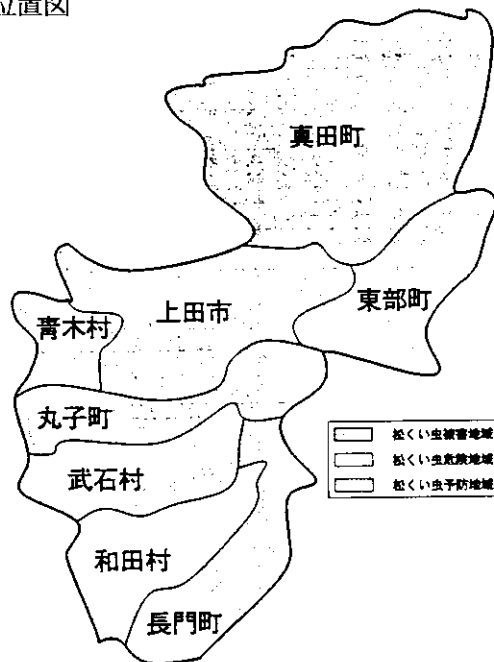 位置図
真田町
東部町
上田市
青木村
丸子町
松くい虫被害地域
松くい虫危険地域
松くい虫予防地域
武石村
和田村
長門町